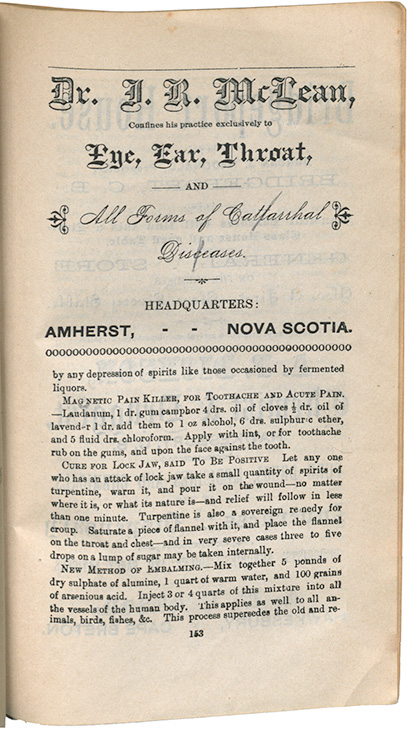 Dr. J. R. McLean,
Confines his practice exclusively to
Eye, Ear, Throat,
AND
All Forms of Catarrhal
Diseases.
HEADQUARTERS:
AMHERST, - - NOVA SCOTIA.
by any depression of spirits like those occasioned by fermented
liquors.
MAGNETIC PAIN KILLER, FOR TOOTHACHE AND ACUTE PAIN.
—Laudanum, 1 dr. gum camphor 4 drs. oil of cloves ½ dr. oil of
lavend-r 1 dr. add them to 1 oz alcohol, 6 drs. sulphuric ether,
and 5 fluid drs. chloroform. Apply with lint, or for toothache
rub on the gums, and upon the face against the tooth.
CURE FOR LOCK JAW, SAID TO BE POSITIVE Let any one
who has an attack of lock jaw take a small quantity of spirits of
turpentine, warm it, and pour it on the wound—no matter
where it is, or what its nature is—and relief will follow in less
than one minute. Turpentine is also a sovereign remedy for
croup. Saturate a piece of flannel with it, and place the flannel
on the throat and chest—and in very severe cases three to five
drops on a lump of sugar may be taken internally.
NEW METHOD OF EMBALMING.—Mix together 5 pounds of
dry sulphate of alumine, 1 quart of warm water, and 100 grains
of arsenious acid. Inject 3 or 4 quarts of this mixture into all
the vessels of the human body. This applies as well to all an-
imals, birds, fishes, &c. This process supersedes the old and re-
153